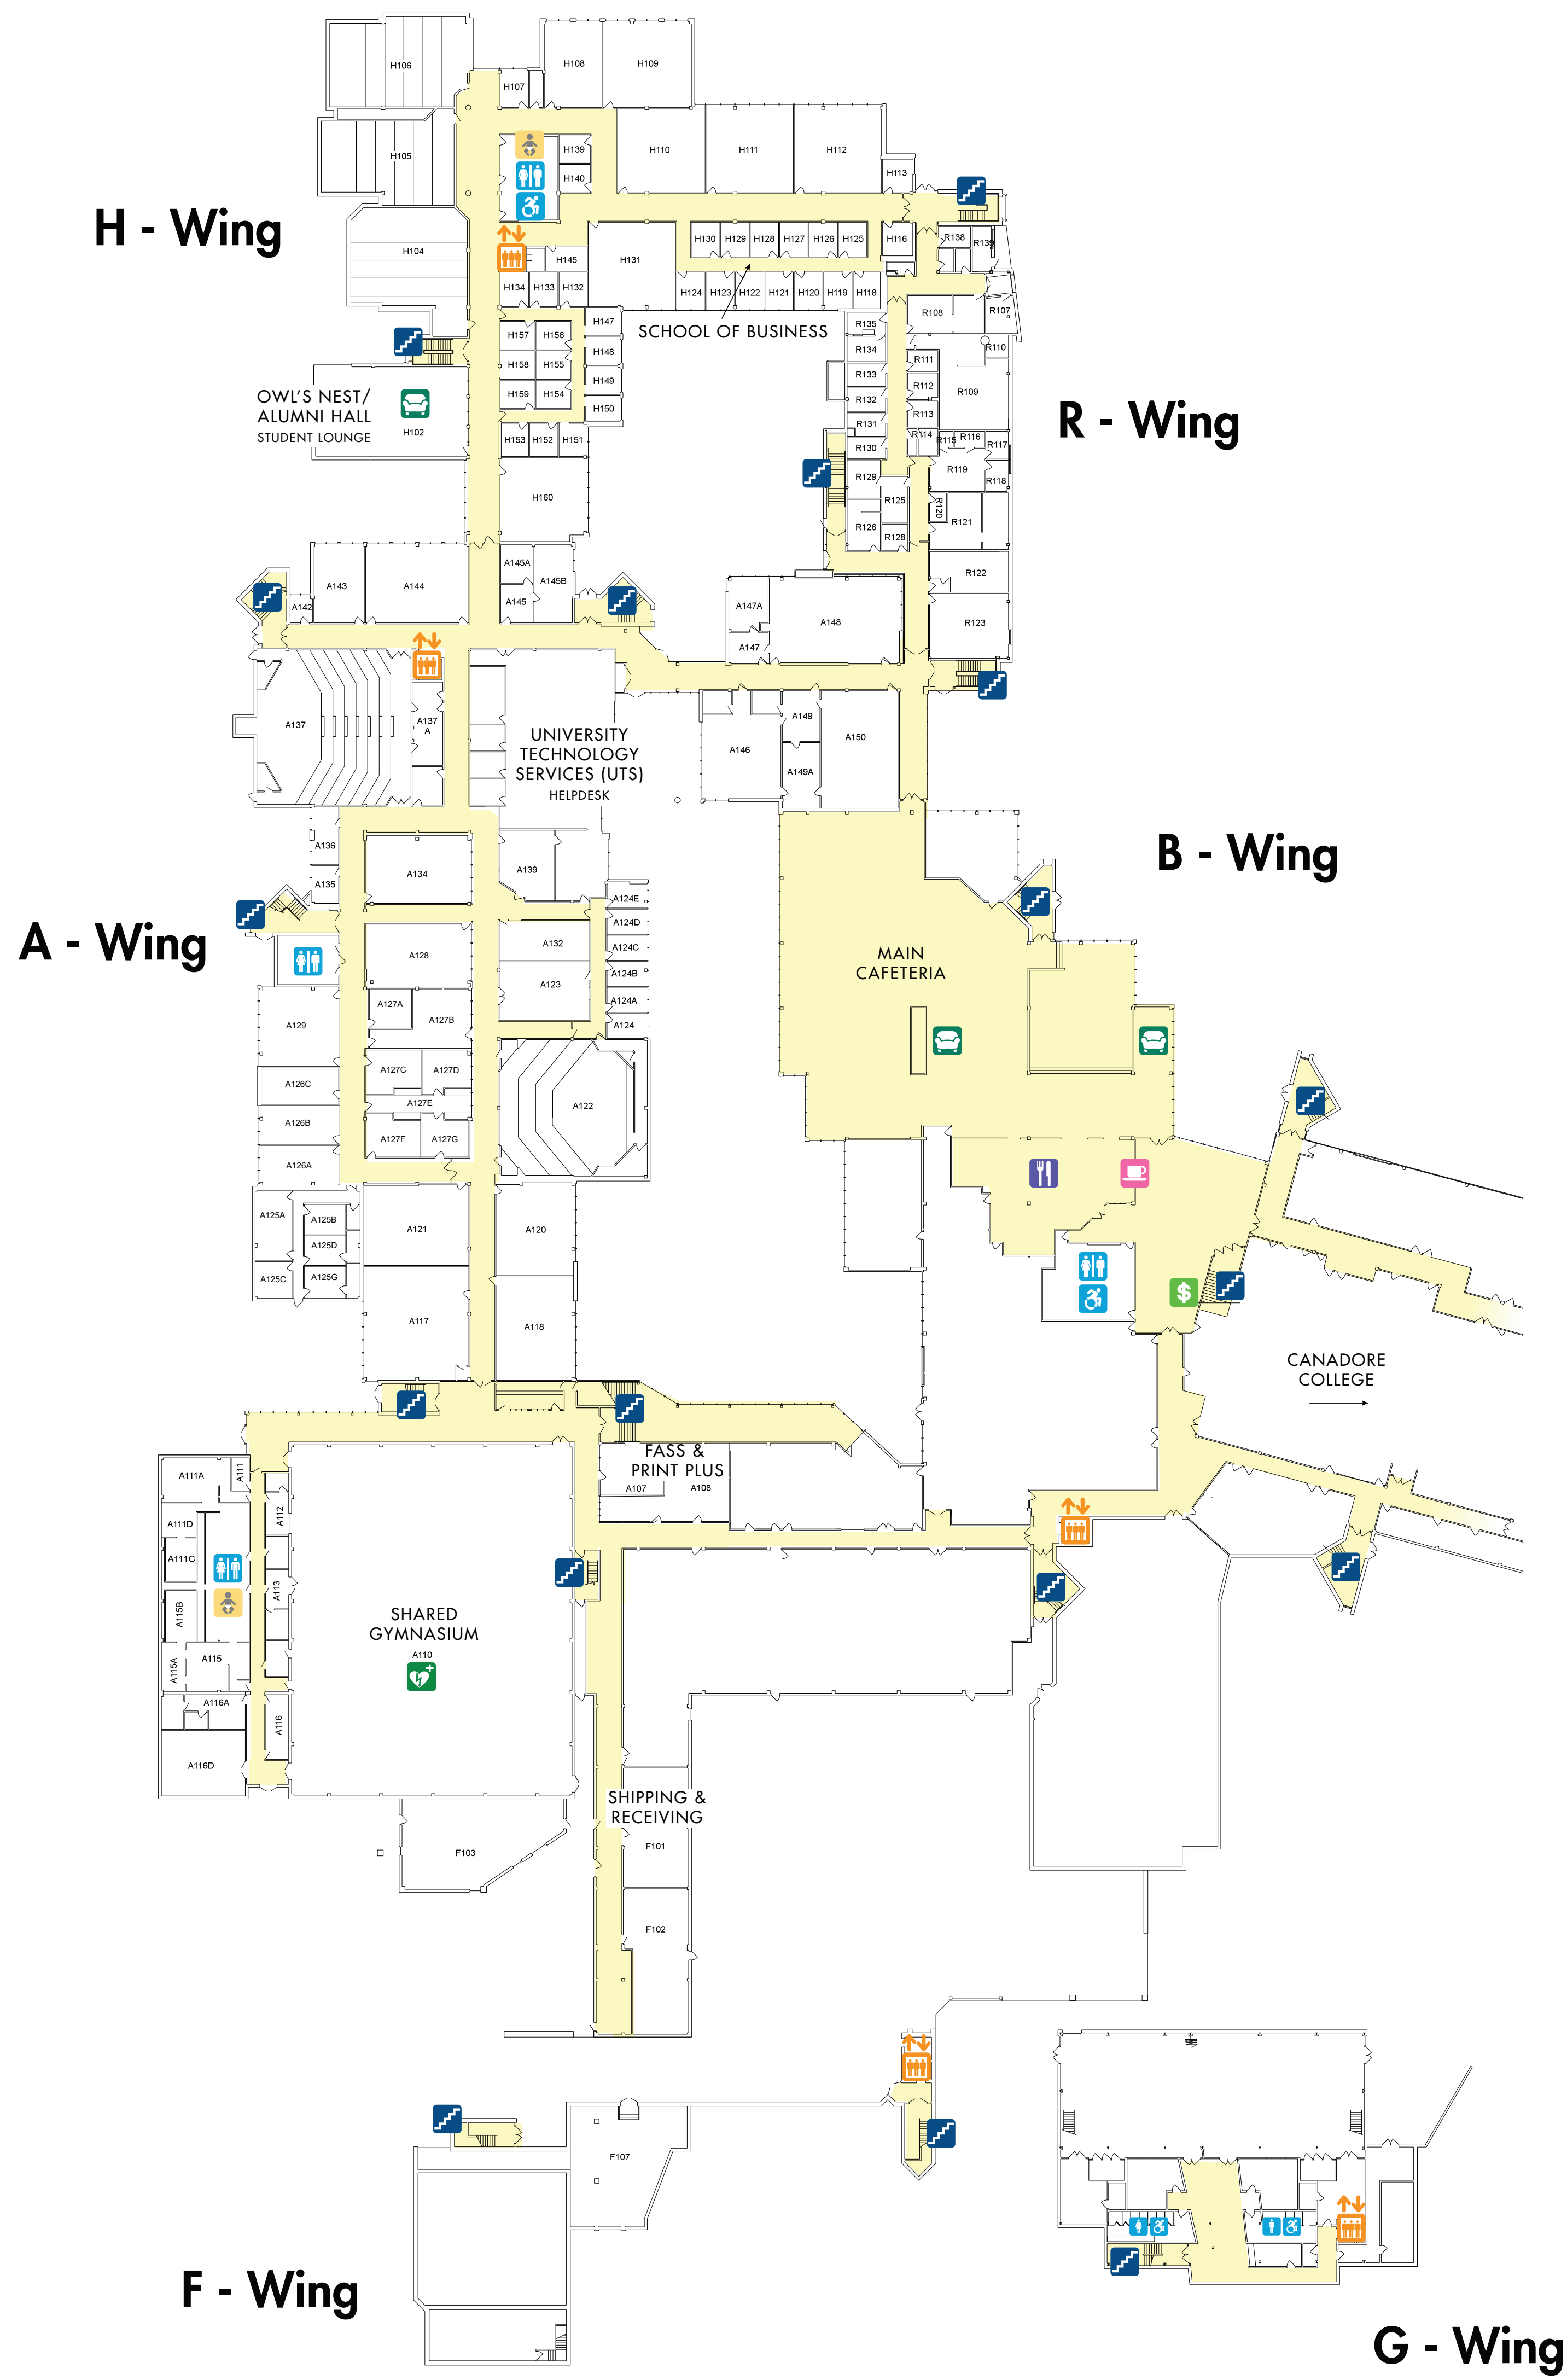 H106
H107
H108
H109
H105
H139
H140
H110
H111
H112
H113
H - Wing
H104
H130
H129
H128
H127
H126
H125
H116
R138
R139
H145
H131
H134
H133
H132
H124
H123
H122
H121
H120
H119
H118
SCHOOL OF BUSINESS
H147
H157
H156
H148
H158
H155
H149
H159
H154
H150
H153
H152
H151
H160
OWL'S NEST/
ALUMNI HALL
STUDENT LOUNGE
H102
R108
R107
R135
R134
R133
R132
R131
R130
R129
R125
R126
R128
R110
R111
R109
R112
R113
R114
R115
R116
R117
R119
R118
R120
R121
R122
R123
R - Wing
A143
A144
A142
A145A
A145B
A145
A147A
A147
A148
A137
A137
A
UNIVERSITY
TECHNOLOGY
SERVICES (UTS)
HELPDESK
A146
A149
A149A
A150
B - Wing
A136
A135
A134
A139
A - Wing
A124E
A124D
A124C
A124B
A124A
A124
A128
A132
A123
A127A
A127B
A129
A127C
A127D
A127E
A127F
A127G
A126C
A126B
A126A
A122
MAIN
CAFETERIA
A125A
A125B
A125D
A125C
A125G
A121
A120
A117
A118
CANADORE
COLLEGE
FASS &
PRINT PLUS
A107
A108
A111A
A111
A112
A111D
A111C
A113
A115B
A115A
A115
A116A
A116
A116D
SHARED
GYMNASIUM
A110
SHIPPING &
RECEIVING
F101
F103
F102
F107
F - Wing
G - Wing
$